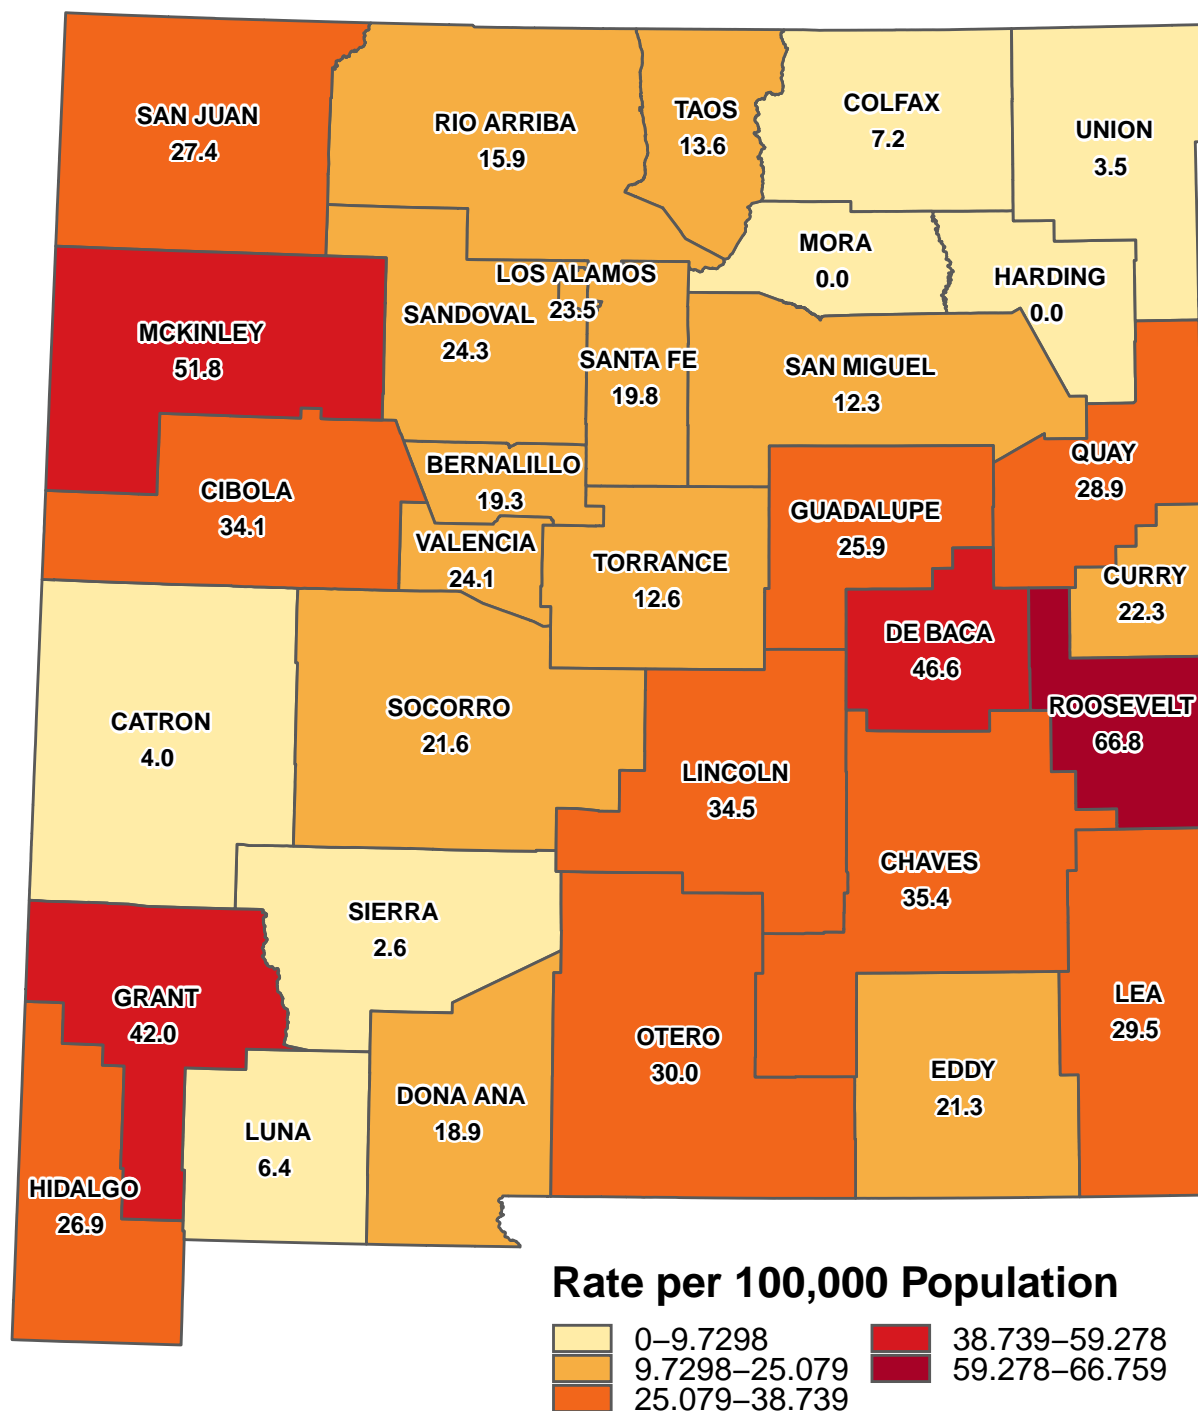 SAN JUAN
27.4
RIO ARRIBA
15.9
TAOS
13.6
COLFAX
7.2
UNION
3.5
MORA
0.0
HARDING
0.0
LOS ALAMOS
23.5
SANDOVAL
24.3
MCKINLEY
51.8
SANTA FE
19.8
SAN MIGUEL
12.3
QUAY
28.9
BERNALILLO
19.3
CIBOLA
34.1
GUADALUPE
25.9
VALENCIA
24.1
TORRANCE
12.6
CURRY
22.3
DE BACA
46.6
ROOSEVELT
66.8
CATRON
4.0
SOCORRO
21.6
LINCOLN
34.5
CHAVES
35.4
SIERRA
2.6
GRANT
42.0
LEA
29.5
OTERO
30.0
EDDY
21.3
DONA ANA
18.9
LUNA
6.4
HIDALGO
26.9
Rate per 100,000 Population
0–9.7298
9.7298–25.079
25.079–38.739
38.739–59.278
59.278–66.759